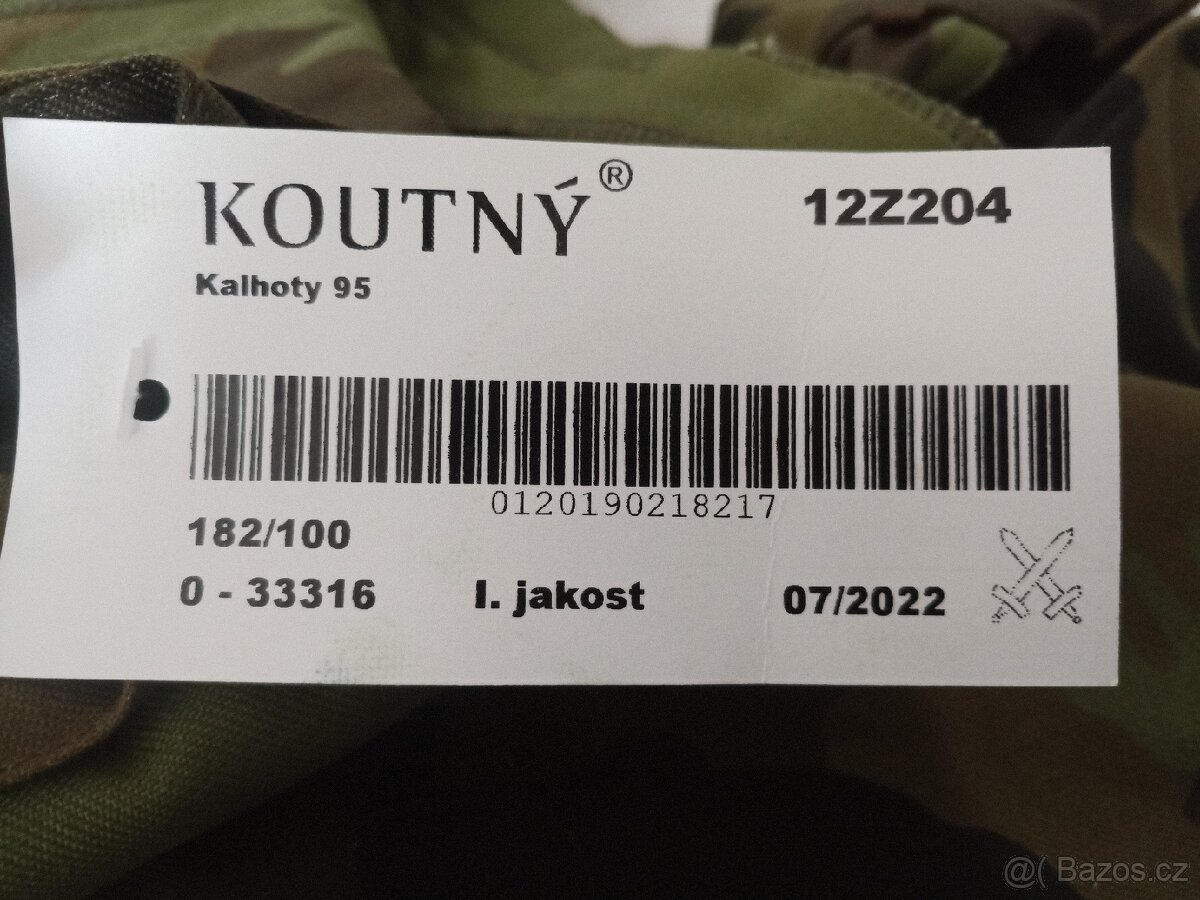 KOUTNÝ®
12Z204
Kalhoty 95
0120190218217
182/100
0 - 33316 I. jakost 07/2022
@( Bazos.cz